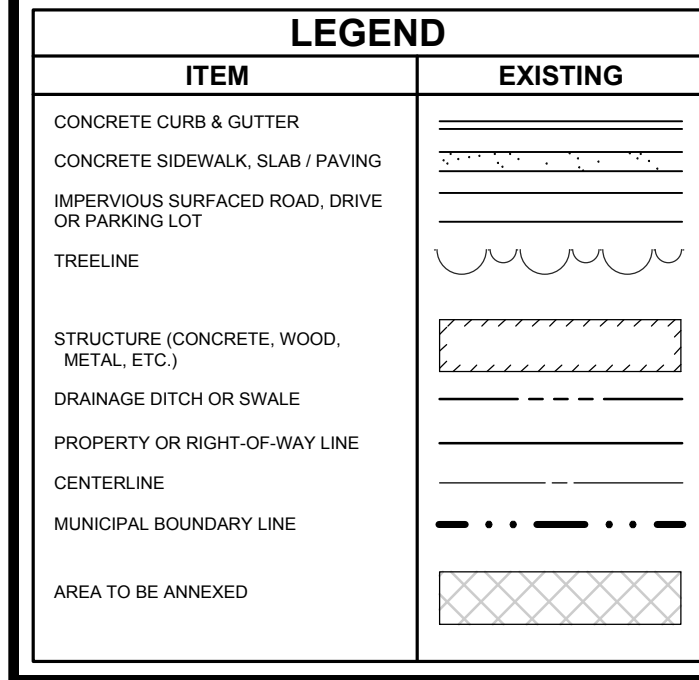 LEGEND
ITEM
EXISTING
CONCRETE CURB & GUTTER
CONCRETE SIDEWALK, SLAB / PAVING
IMPERVIOUS SURFACED ROAD, DRIVE
OR PARKING LOT
TREELINE
STRUCTURE (CONCRETE, WOOD,
METAL, ETC.)
DRAINAGE DITCH OR SWALE
PROPERTY OR RIGHT-OF-WAY LINE
CENTERLINE
MUNICIPAL BOUNDARY LINE
AREA TO BE ANNEXED